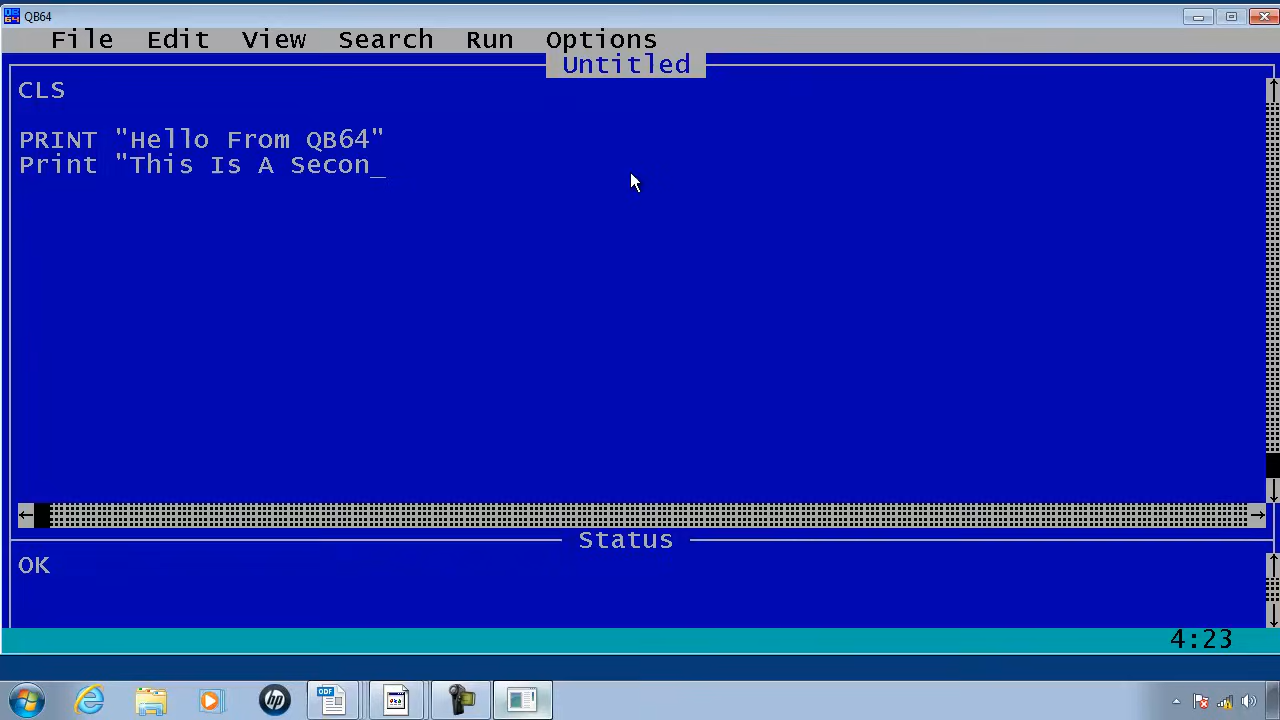 QB64
File Edit View Search Run Options
Untitled
CLS
PRINT "Hello From QB64"
Print "This Is A Secon_
Status
OK
4:23